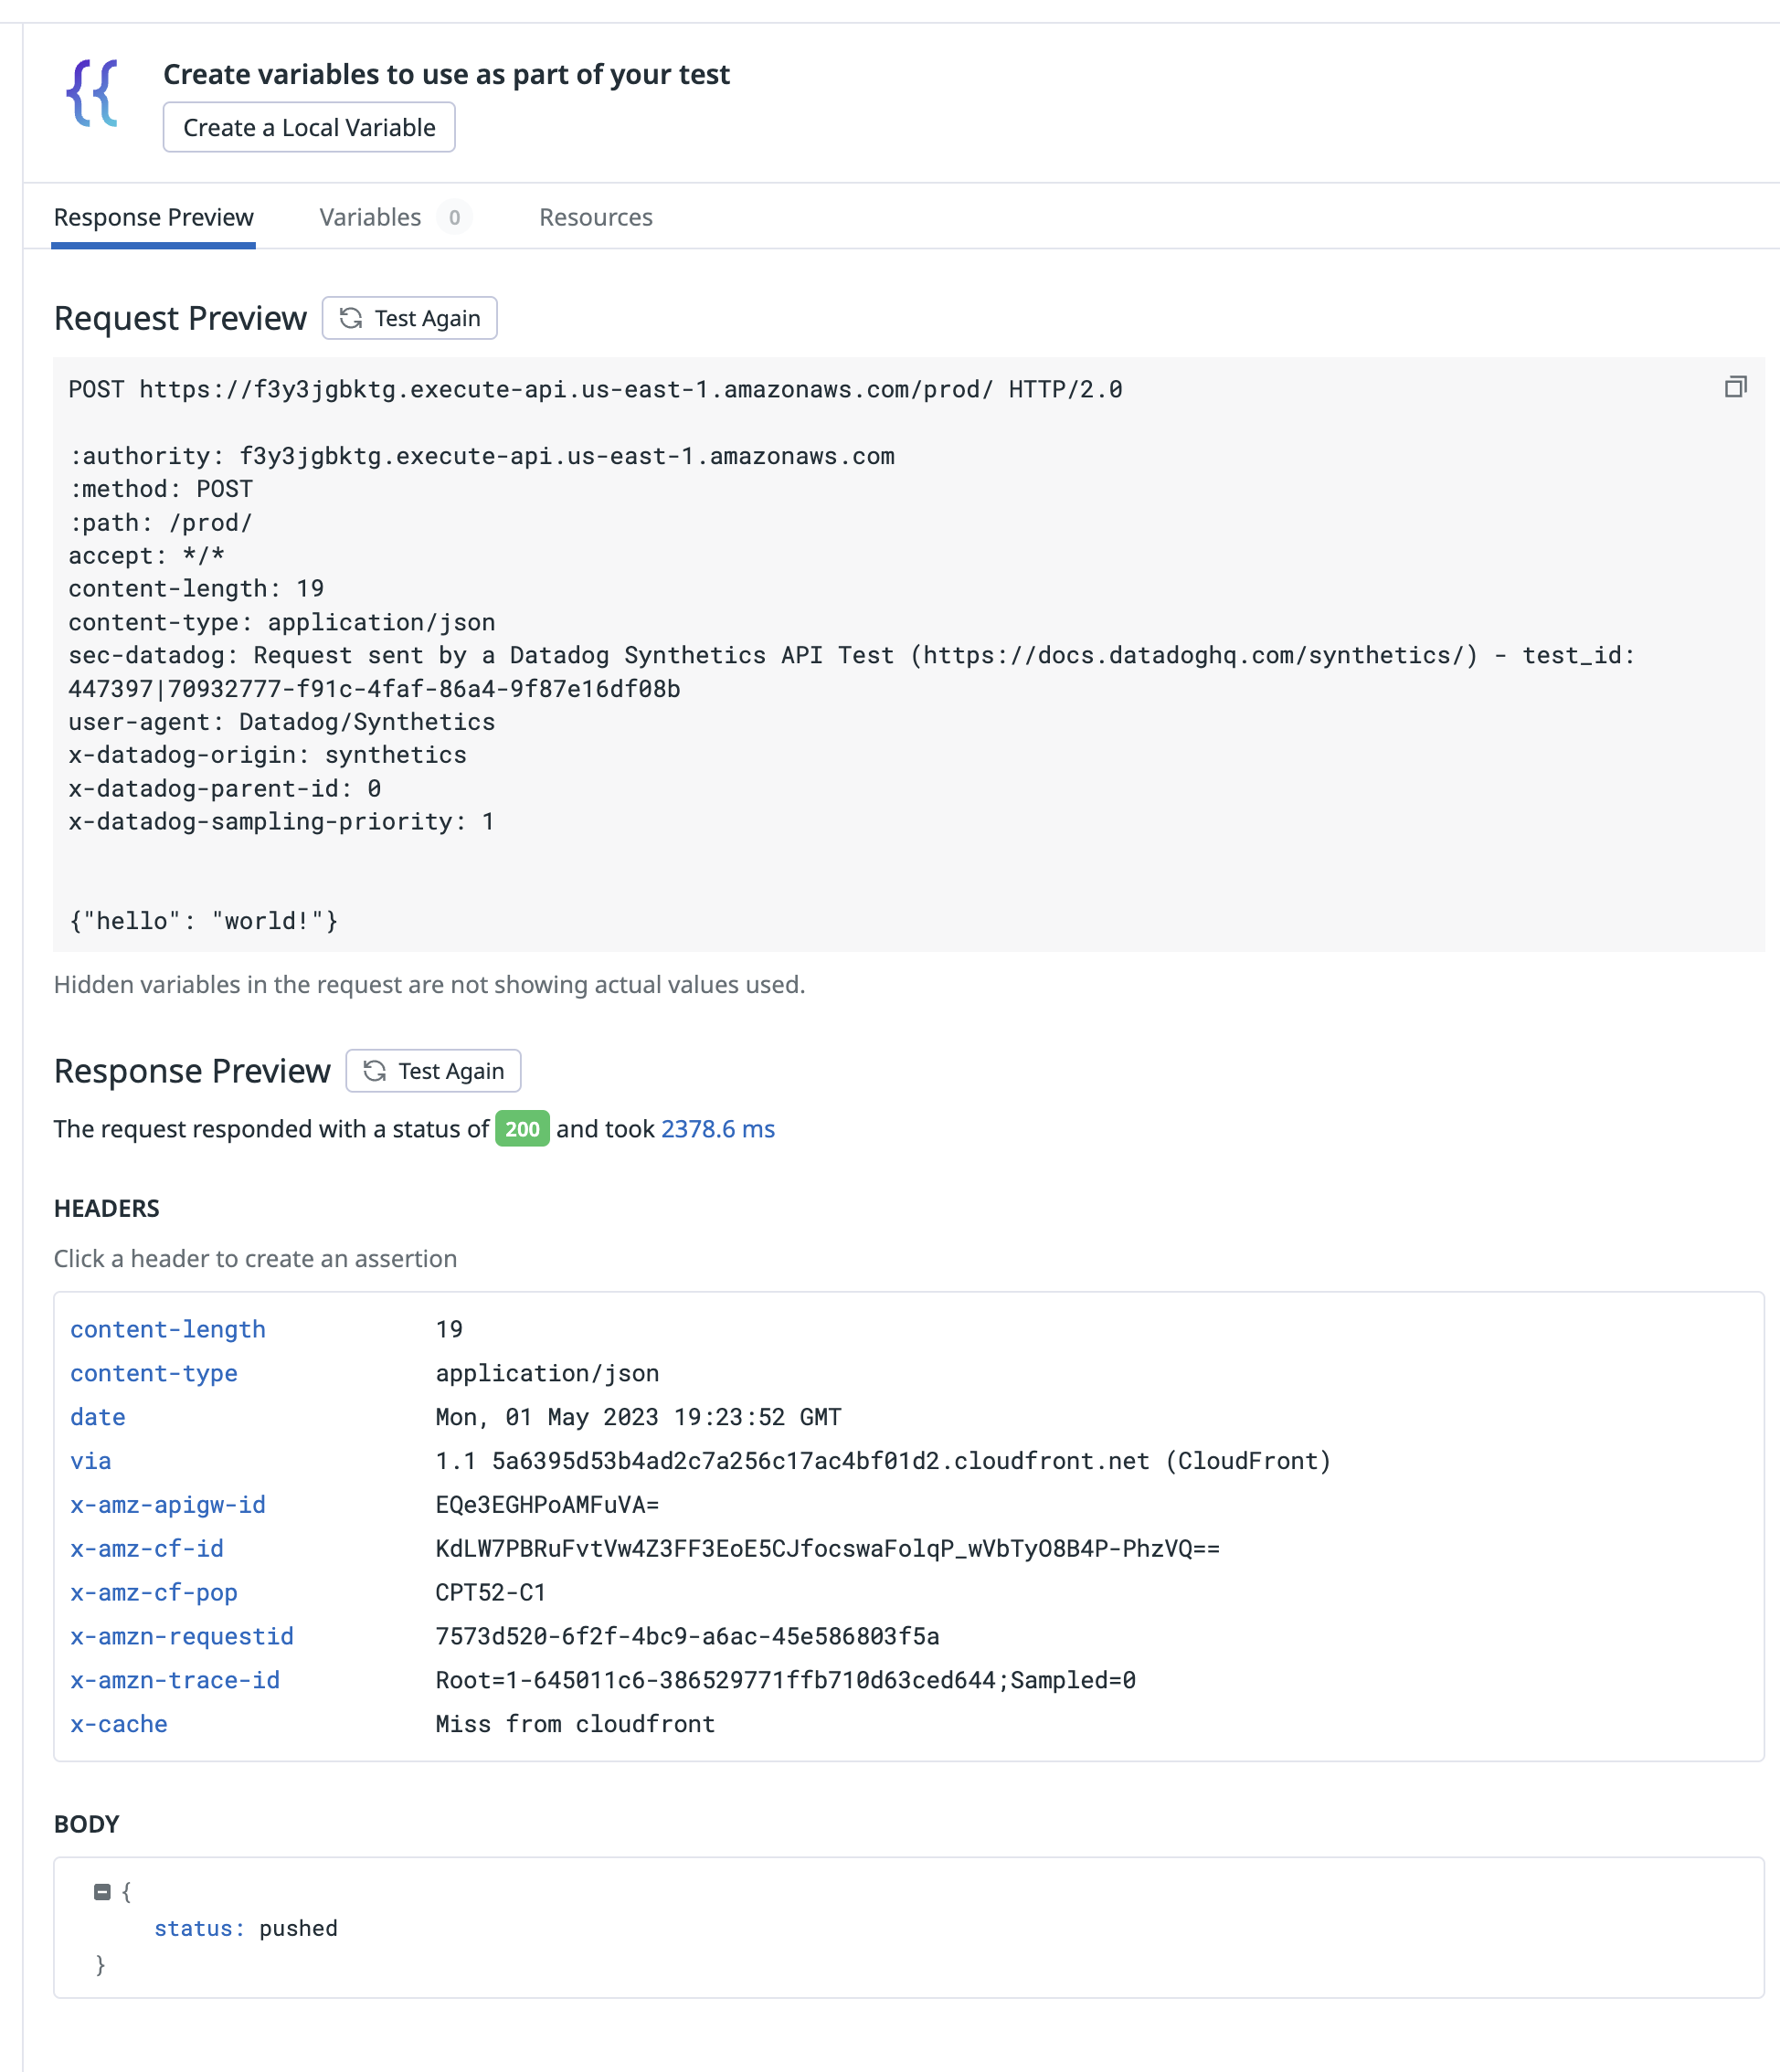 {{
Create variables to use as part of your test
Create a Local Variable
Response Preview Variables 0 Resources
Request Preview Test Again
POST https://f3y3jgbktg.execute-api.us-east-1.amazonaws.com/prod/ HTTP/2.0
:authority: f3y3jgbktg.execute-api.us-east-1.amazonaws.com
:method: POST
:path: /prod/
accept: */*
content-length: 19
content-type: application/json
sec-datadog: Request sent by a Datadog Synthetics API Test (https://docs.datadoghq.com/synthetics/) - test_id:
447397|70932777-f91c-4faf-86a4-9f87e16df08b
user-agent: Datadog/Synthetics
x-datadog-origin: synthetics
x-datadog-parent-id: 0
x-datadog-sampling-priority: 1
{"hello": "world!"}
Hidden variables in the request are not showing actual values used.
Response Preview Test Again
The request responded with a status of 200 and took 2378.6 ms
HEADERS
Click a header to create an assertion
content-length 19
content-type application/json
date Mon, 01 May 2023 19:23:52 GMT
via 1.1 5a6395d53b4ad2c7a256c17ac4bf01d2.cloudfront.net (CloudFront)
x-amz-apigw-id EQe3EGHPoAMFuVA=
x-amz-cf-id KdLW7PBRuFvtVw4Z3FF3EoE5CJfocswaFolqP_wVbTyO8B4P-PhzVQ==
x-amz-cf-pop CPT52-C1
x-amzn-requestid 7573d520-6f2f-4bc9-a6ac-45e586803f5a
x-amzn-trace-id Root=1-645011c6-386529771ffb710d63ced644;Sampled=0
x-cache Miss from cloudfront
BODY
{
status: pushed
}